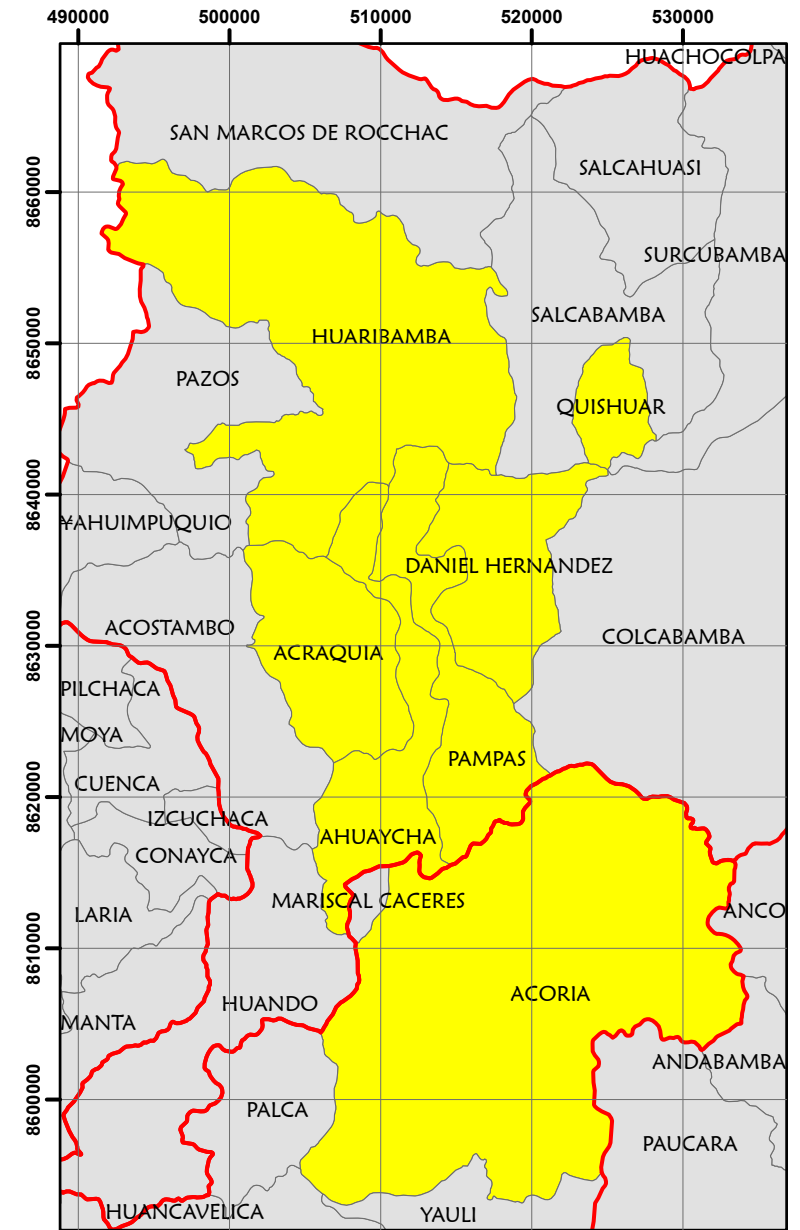 490000 500000 510000 520000 530000
HUACHOCOLPA
SAN MARCOS DE ROCCHAC
SALCAHUASI
8660000
SURCUBAMBA
SALCABAMBA
HUARIBAMBA
8650000
PAZOS
QUISHUAR
8640000
ÑAHUIMPUQUIO
DANIEL HERNANDEZ
ACOSTAMBO
COLCABAMBA
8630000
ACRAQUIA
PILCHACA
MOYA
PAMPAS
CUENCA
8620000
IZCUCHACA
AHUAYCHA
CONAYCA
MARISCAL CACERES
LARIA
ANCO
8610000
ACORIA
HUANDO
MANTA
ANDABAMBA
8600000
PALCA
PAUCARA
HUANCAVELICA
YAULI